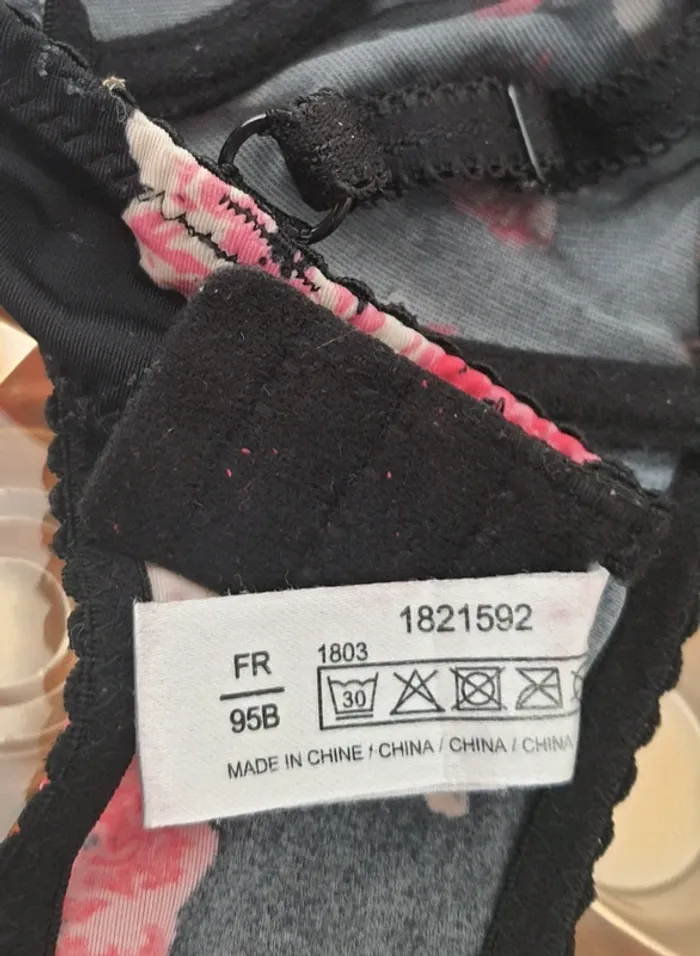 1821592
FR
1803
30
95B
MADE IN CHINE / CHINA / CHINA / CHINA